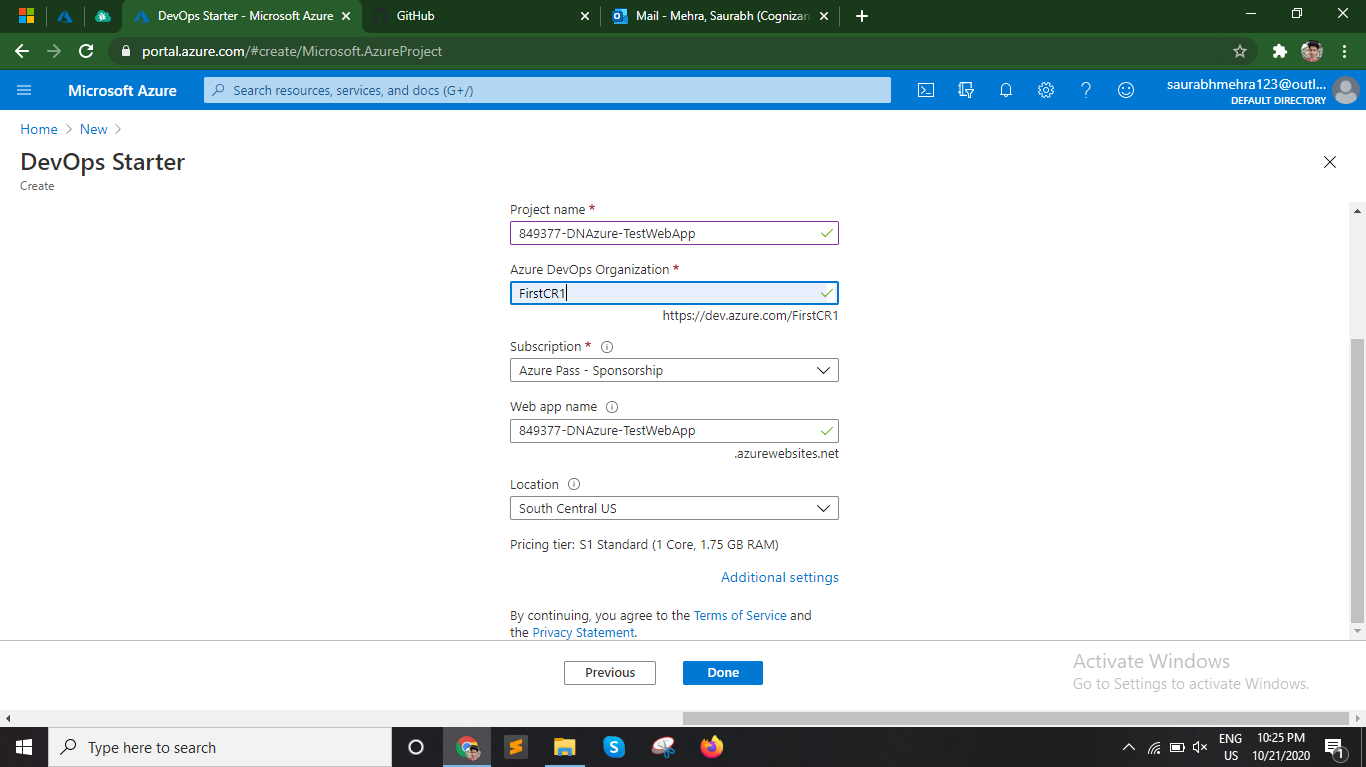 DevOps Starter - Microsoft Azure
GitHub
Mail - Mehra, Saurabh (Cognizan
portal.azure.com/#create/Microsoft.AzureProject
Microsoft Azure
Search resources, services, and docs (G+/)
saurabhmehra123@outl...
DEFAULT DIRECTORY
Home > New >
DevOps Starter
Create
Project name *
849377-DNAzure-TestWebApp
Azure DevOps Organization *
FirstCR1
https://dev.azure.com/FirstCR1
Subscription *
Azure Pass - Sponsorship
Web app name
849377-DNAzure-TestWebApp
.azurewebsites.net
Location
South Central US
Pricing tier: S1 Standard (1 Core, 1.75 GB RAM)
Additional settings
By continuing, you agree to the Terms of Service and
the Privacy Statement.
Previous
Done
Activate Windows
Go to Settings to activate Windows.
Type here to search
ENG
US
10:25 PM
10/21/2020
1